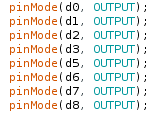 pinMode(d0, OUTPUT);
pinMode(d1, OUTPUT);
pinMode(d2, OUTPUT);
pinMode(d3, OUTPUT);
pinMode(d5, OUTPUT);
pinMode(d6, OUTPUT);
pinMode(d7, OUTPUT);
pinMode(d8, OUTPUT);